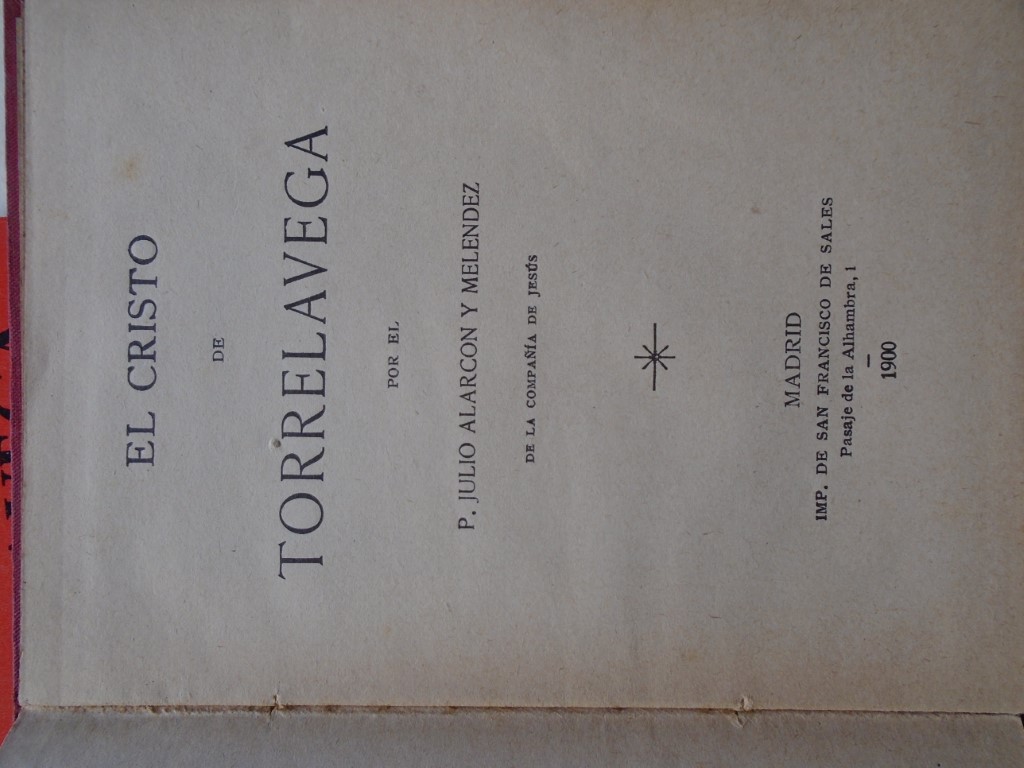 EL CRISTO
DE
TORRELAVEGA
POR EL
P. JULIO ALARCON Y MELENDEZ
DE LA COMPAÑÍA DE JESÚS
MADRID
IMP. DE SAN FRANCISCO DE SALES
Pasaje de la Alhambra, 1
—
1900